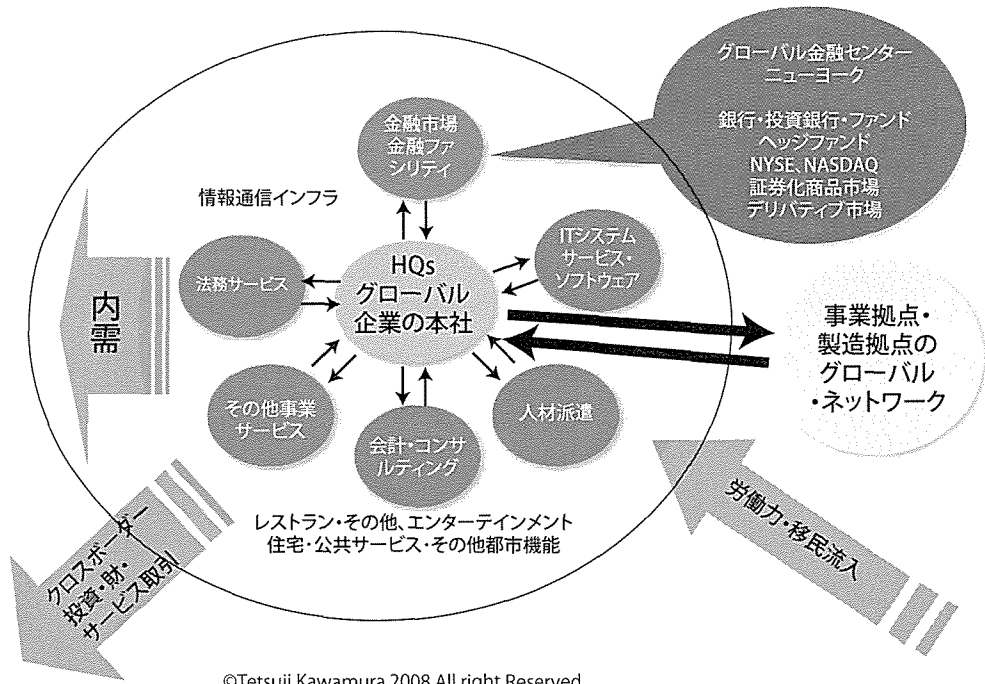 グローバル金融センター
ニューヨーク
銀行・投資銀行・ファンド
ヘッジファンド
NYSE、NASDAQ
証券化商品市場
デリバティブ市場
金融市場
金融ファ
シリティ
情報通信インフラ
ITシステム
サービス・
ソフトウェア
法務サービス
HQs
グローバル
企業の本社
内需
事業拠点・
製造拠点の
グローバル
・ネットワーク
その他事業
サービス
会計・コンサ
ルティング
人材派遣
レストラン・その他、エンターテインメント
住宅・公共サービス・その他都市機能
クロスボーダー
投資・財・
サービス取引
労働力・移民流入
©Tetsuji Kawamura 2008 All right Reserved